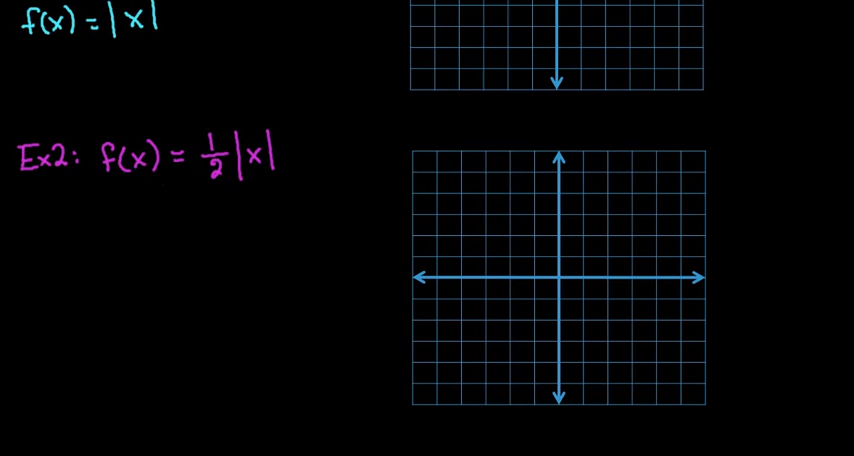 f(x) = |x|
Ex2: f(x) = 1/2 |x|